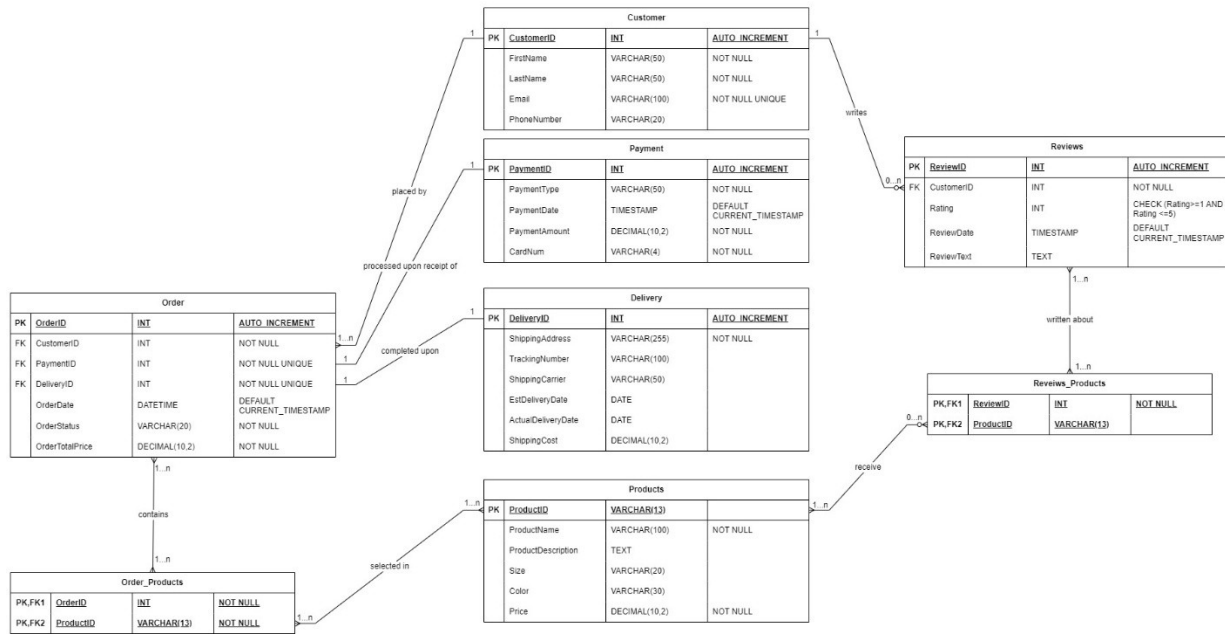 Customer
PK CustomerID INT AUTO_INCREMENT
FirstName VARCHAR(50) NOT NULL
LastName VARCHAR(50) NOT NULL
Email VARCHAR(100) NOT NULL UNIQUE
PhoneNumber VARCHAR(20)
1
1
placed by
writes
Payment
PK PaymentID INT AUTO_INCREMENT
PaymentType VARCHAR(50) NOT NULL
PaymentDate TIMESTAMP DEFAULT
CURRENT_TIMESTAMP
PaymentAmount DECIMAL(10,2) NOT NULL
CardNum VARCHAR(4) NOT NULL
1
processed upon receipt of
Reviews
PK ReviewID INT AUTO_INCREMENT
FK CustomerID INT NOT NULL
Rating INT CHECK (Rating>=1 AND
Rating <=5)
ReviewDate TIMESTAMP DEFAULT
CURRENT_TIMESTAMP
ReviewText TEXT
0...n
1...n
written about
1...n
Order
PK OrderID INT AUTO_INCREMENT
FK CustomerID INT NOT NULL
FK PaymentID INT NOT NULL UNIQUE
FK DeliveryID INT NOT NULL UNIQUE
OrderDate DATETIME DEFAULT
CURRENT_TIMESTAMP
OrderStatus VARCHAR(20) NOT NULL
OrderTotalPrice DECIMAL(10,2) NOT NULL
1...n
1
1
completed upon
1
Delivery
PK DeliveryID INT AUTO_INCREMENT
ShippingAddress VARCHAR(255) NOT NULL
TrackingNumber VARCHAR(100)
ShippingCarrier VARCHAR(50)
EstDeliveryDate DATE
ActualDeliveryDate DATE
ShippingCost DECIMAL(10,2)
Reveiws_Products
PK,FK1 ReviewID INT NOT NULL
PK,FK2 ProductID VARCHAR(13)
0...n
receive
1...n
Products
PK ProductID VARCHAR(13)
ProductName VARCHAR(100) NOT NULL
ProductDescription TEXT
Size VARCHAR(20)
Color VARCHAR(30)
Price DECIMAL(10,2) NOT NULL
1...n
selected in
1...n
1...n
contains
1...n
Order_Products
PK,FK1 OrderID INT NOT NULL
PK,FK2 ProductID VARCHAR(13) NOT NULL